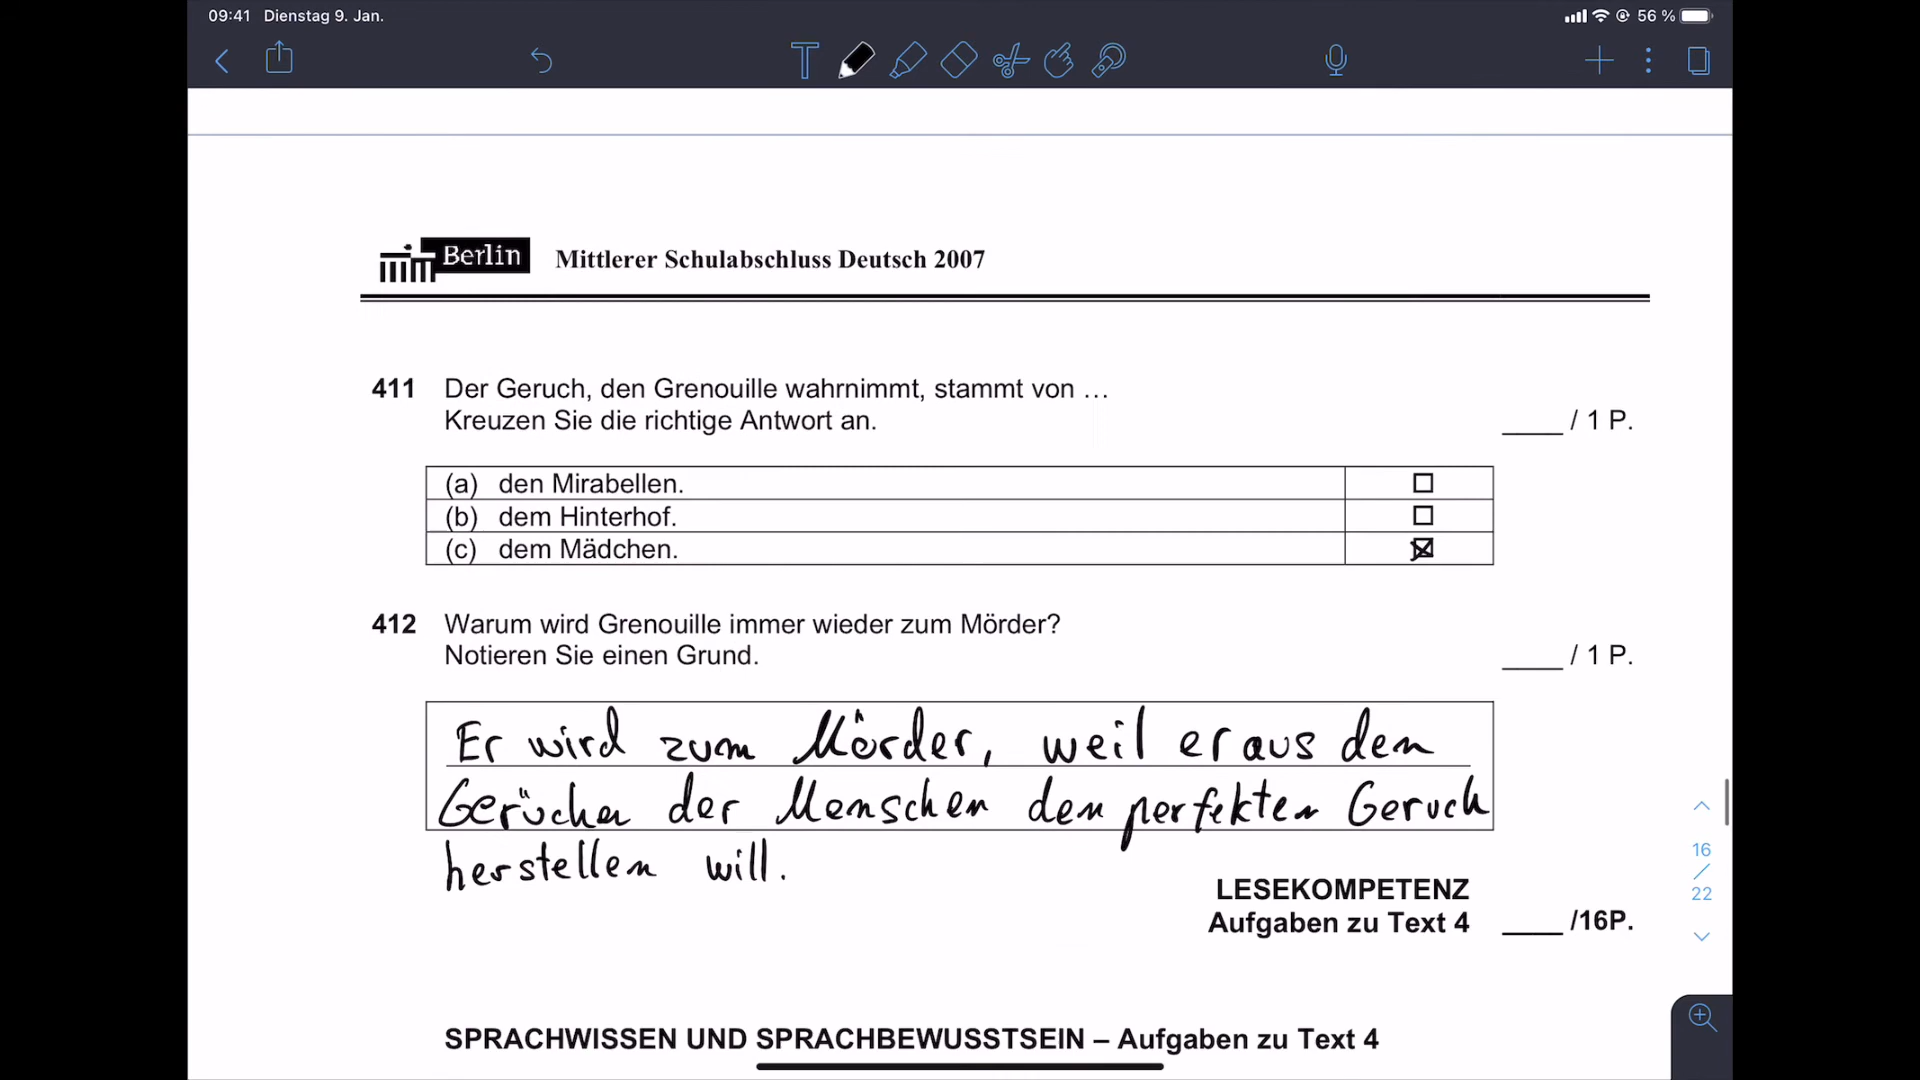 09:41 Dienstag 9. Jan. 56 %
Berlin Mittlerer Schulabschluss Deutsch 2007
411 Der Geruch, den Grenouille wahrnimmt, stammt von …
Kreuzen Sie die richtige Antwort an. ____ / 1 P.
(a) den Mirabellen. ☐
(b) dem Hinterhof. ☐
(c) dem Mädchen. ☒
412 Warum wird Grenouille immer wieder zum Mörder?
Notieren Sie einen Grund. ____ / 1 P.
Er wird zum Mörder, weil er aus den
Gerüchen der Menschen den perfekten Geruch
herstellen will.
16
/
22
LESEKOMPETENZ
Aufgaben zu Text 4 ____ /16P.
SPRACHWISSEN UND SPRACHBEWUSSTSEIN – Aufgaben zu Text 4